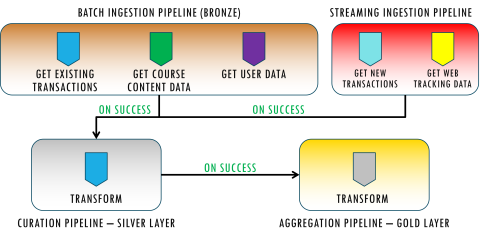 BATCH INGESTION PIPELINE (BRONZE)
STREAMING INGESTION PIPELINE
GET EXISTING
TRANSACTIONS
GET COURSE
CONTENT DATA
GET USER DATA
GET NEW
TRANSACTIONS
GET WEB
TRACKING DATA
ON SUCCESS
ON SUCCESS
TRANSFORM
ON SUCCESS
TRANSFORM
CURATION PIPELINE – SILVER LAYER
AGGREGATION PIPELINE – GOLD LAYER